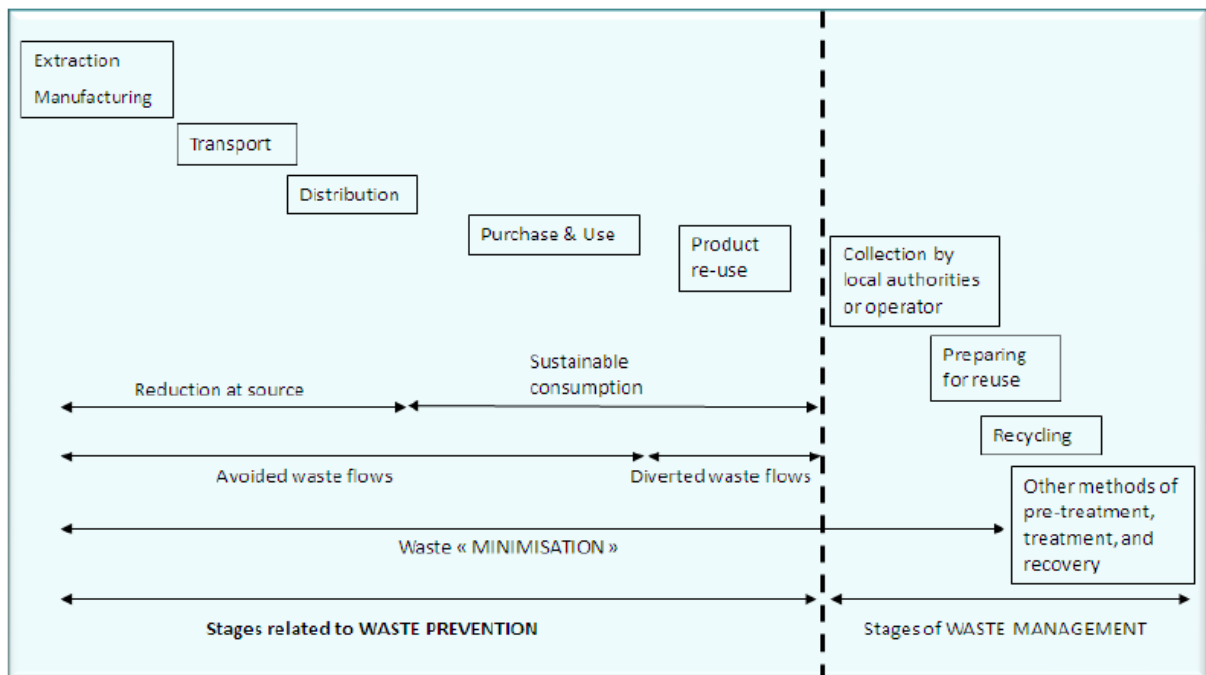 Extraction
Manufacturing
Transport
Distribution
Purchase & Use
Product
re-use
Collection by
local authorities
or operator
Preparing
for reuse
Recycling
Other methods of
pre-treatment,
treatment, and
recovery
Reduction at source
Sustainable
consumption
Avoided waste flows
Diverted waste flows
Waste « MINIMISATION »
Stages related to WASTE PREVENTION
Stages of WASTE MANAGEMENT